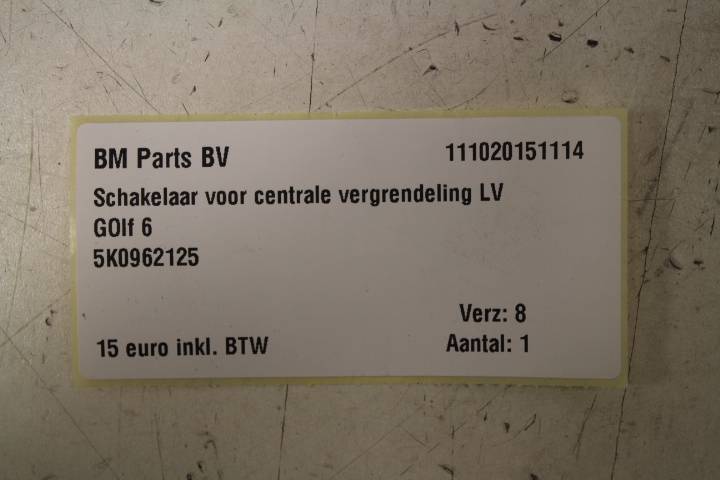 BM Parts BV 111020151114
Schakelaar voor centrale vergrendeling LV
GOlf 6
5K0962125
Verz: 8
15 euro inkl. BTW Aantal: 1